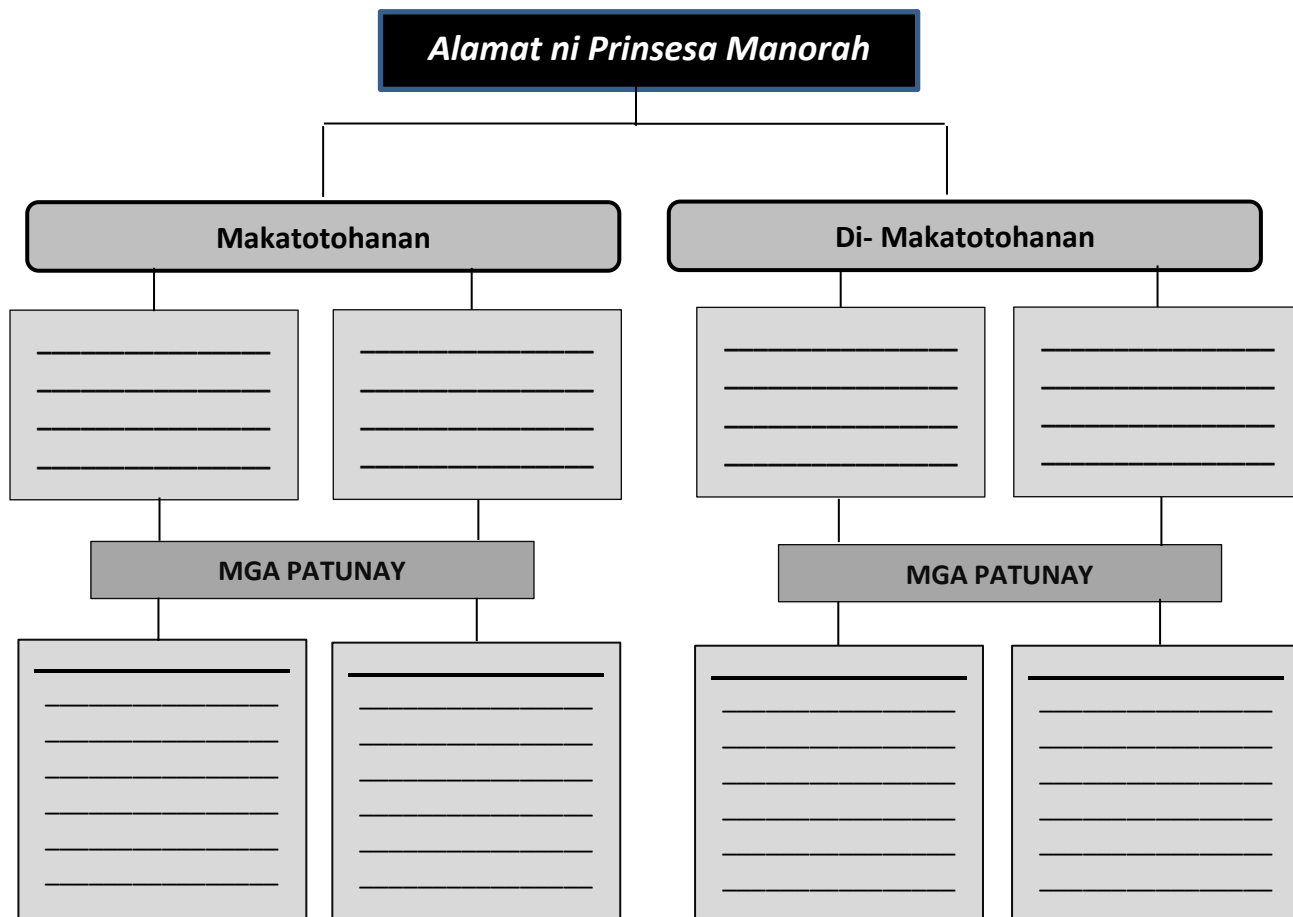 Alamat ni Prinsesa Manorah
Makatotohanan
Di- Makatotohanan
MGA PATUNAY
MGA PATUNAY